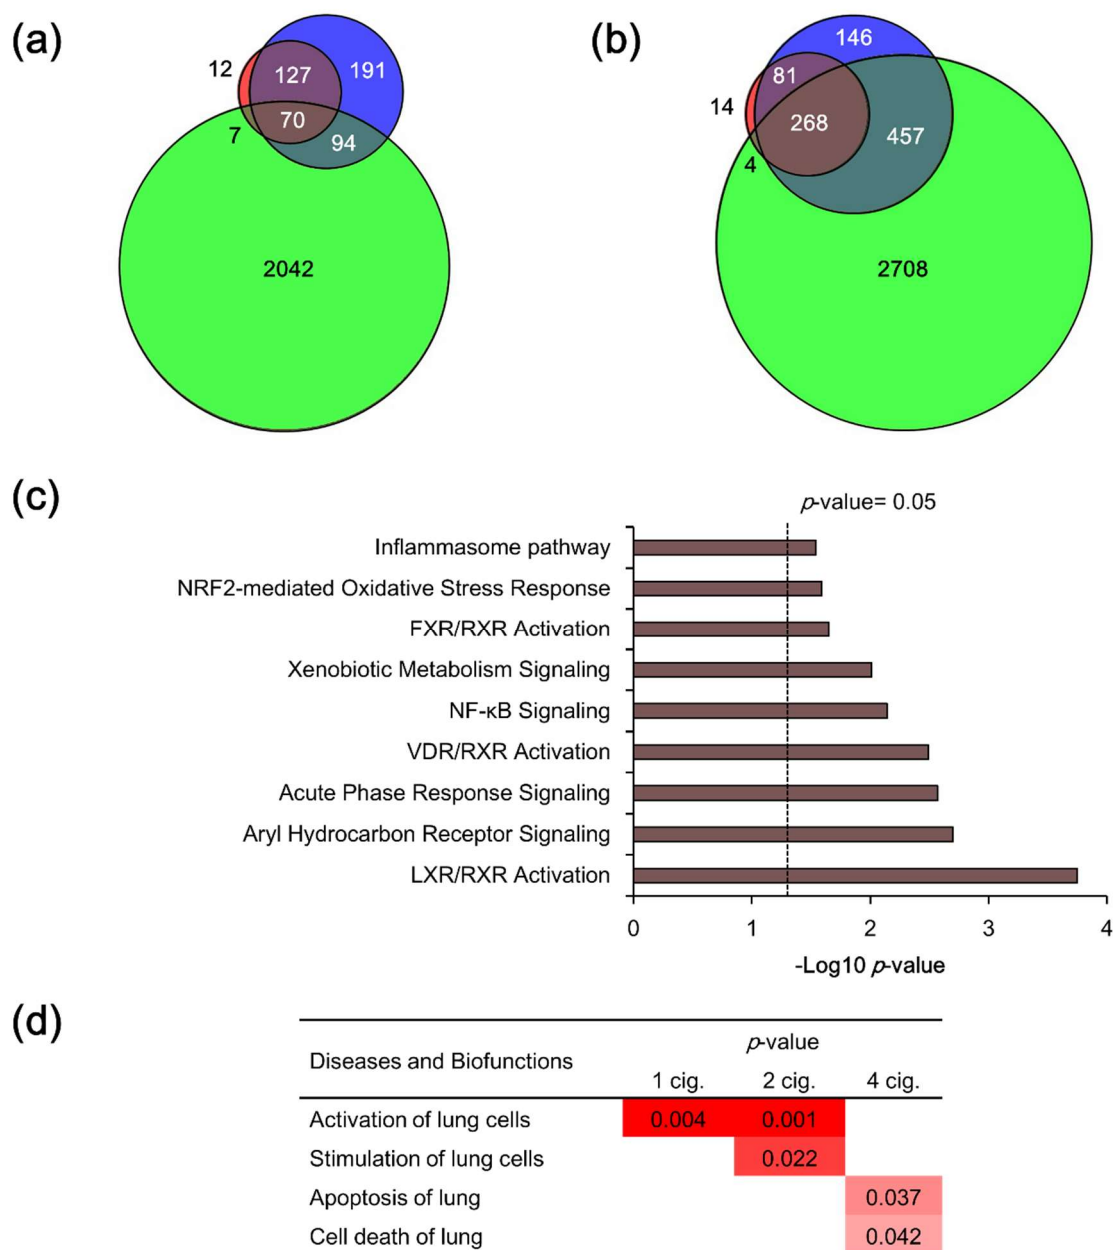 (a)
(b)
12
127
191
7
70
94
2042
146
81
14
268
457
4
2708
(c)
p-value= 0.05
Inflammasome pathway
NRF2-mediated Oxidative Stress Response
FXR/RXR Activation
Xenobiotic Metabolism Signaling
NF-κB Signaling
VDR/RXR Activation
Acute Phase Response Signaling
Aryl Hydrocarbon Receptor Signaling
LXR/RXR Activation
0 1 2 3 4
-Log10 p-value
(d)
Diseases and Biofunctions
p-value
1 cig. 2 cig. 4 cig.
Activation of lung cells 0.004 0.001
Stimulation of lung cells 0.022
Apoptosis of lung 0.037
Cell death of lung 0.042